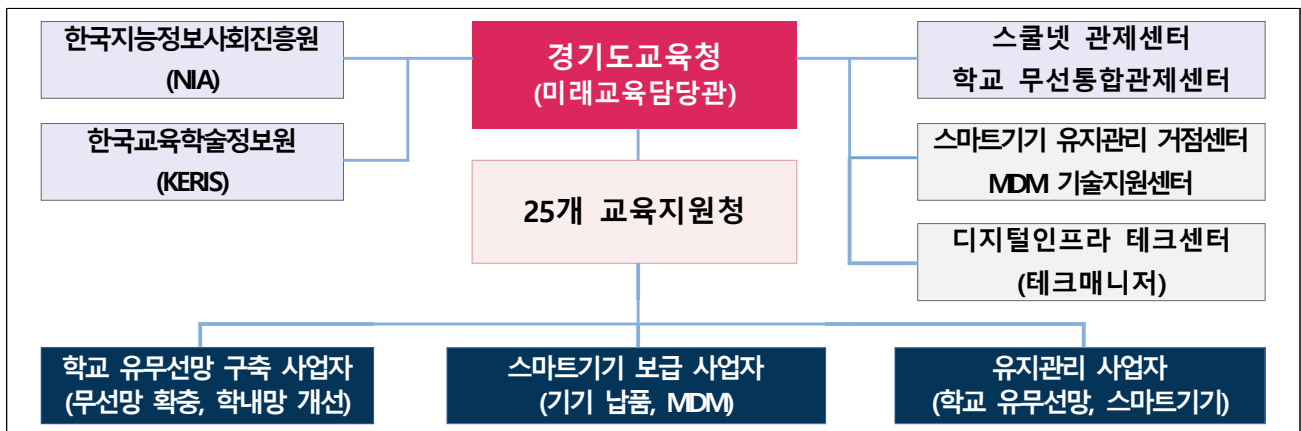 한국지능정보사회진흥원
(NIA)
한국교육학술정보원
(KERIS)
경기도교육청
(미래교육담당관)
25개 교육지원청
스쿨넷 관제센터
학교 무선통합관제센터
스마트기기 유지관리 거점센터
MDM 기술지원센터
디지털인프라 테크센터
(테크매니저)
학교 유무선망 구축 사업자
(무선망 확충, 학내망 개선)
스마트기기 보급 사업자
(기기 납품, MDM)
유지관리 사업자
(학교 유무선망, 스마트기기)